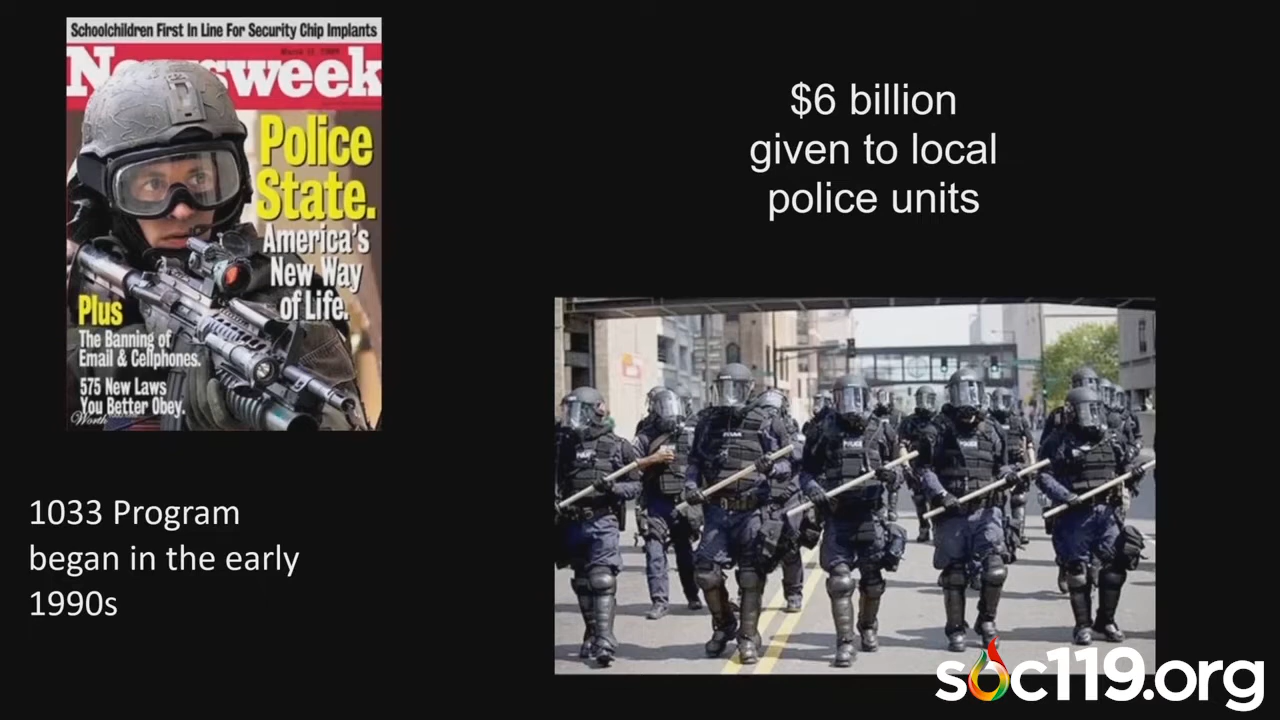 Schoolchildren First In Line For Security Chip Implants
Newsweek
Police
State.
America's
New Way
of Life.
Plus
The Banning of
Email & Cellphones.
575 New Laws
You Better Obey.
Worth
$6 billion
given to local
police units
1033 Program
began in the early
1990s
soc119.org